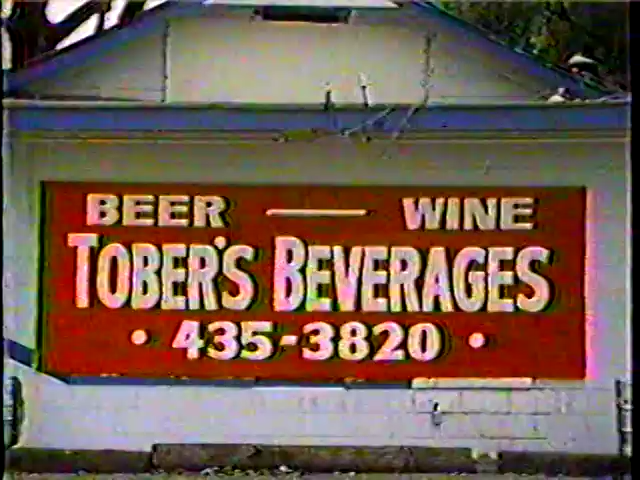 BEER — WINE
TOBER'S BEVERAGES
• 435-3820 •